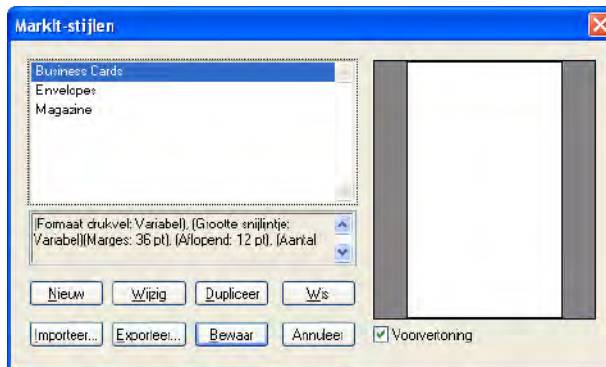 MarkIt-stijlen
Business Cards
Envelopes
Magazine
(Formaat drukvel: Variabel), (Grootte snijlijntje:
Variabel)(Marges: 36 pt), (Aflopend: 12 pt), (Aantal
Nieuw Wijzig Dupliceer Wis
Importeer... Exporteer... Bewaar Annuleer Voorvertoning